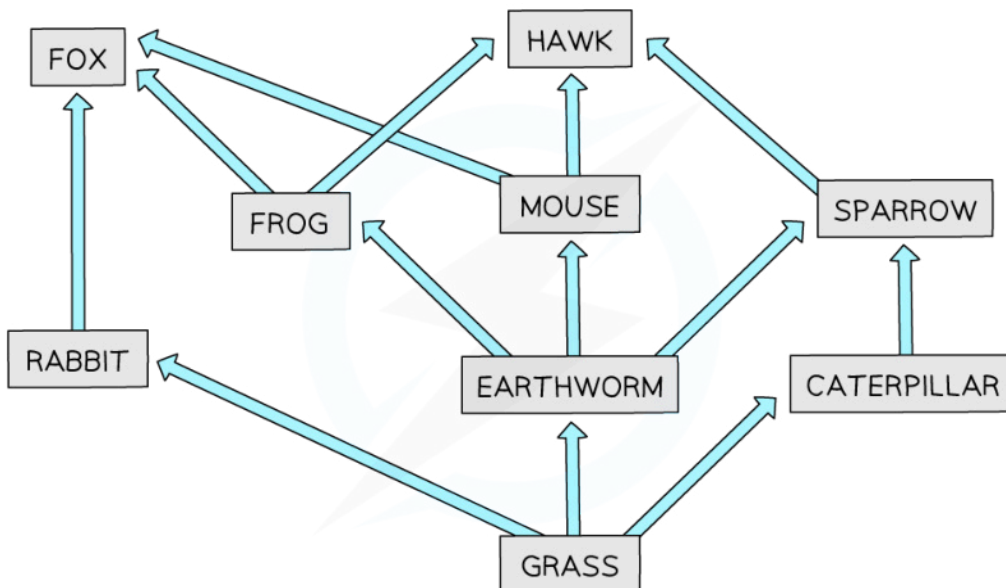 FOX
HAWK
FROG
MOUSE
SPARROW
RABBIT
EARTHWORM
CATERPILLAR
GRASS